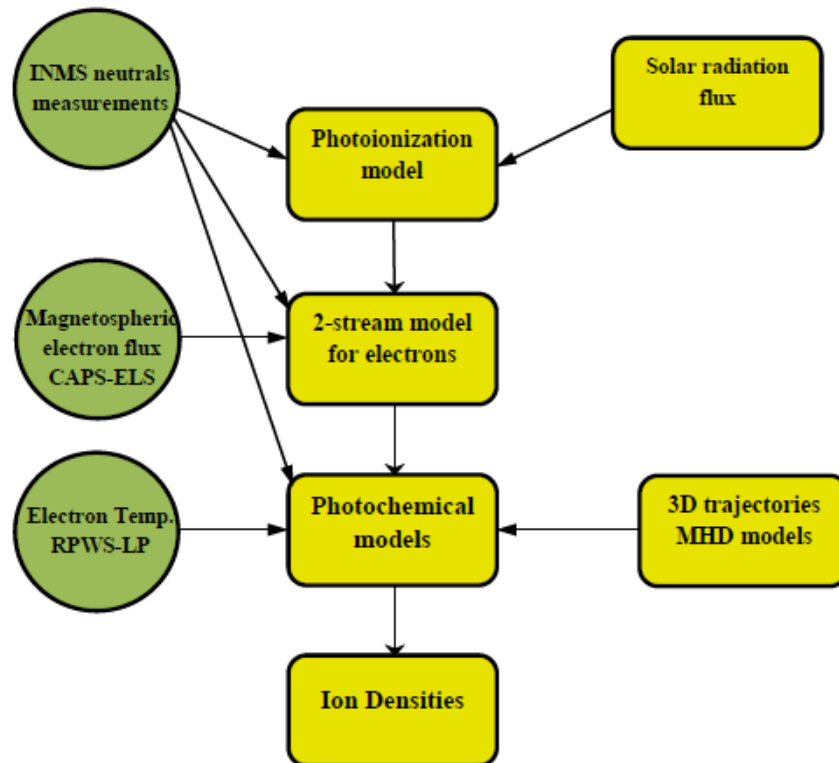 INMS neutrals
measurements
Solar radiation
flux
Photoionization
model
Magnetospheric
electron flux
CAPS-ELS
2-stream model
for electrons
Electron Temp.
RPWS-LP
Photochemical
models
3D trajectories
MHD models
Ion Densities